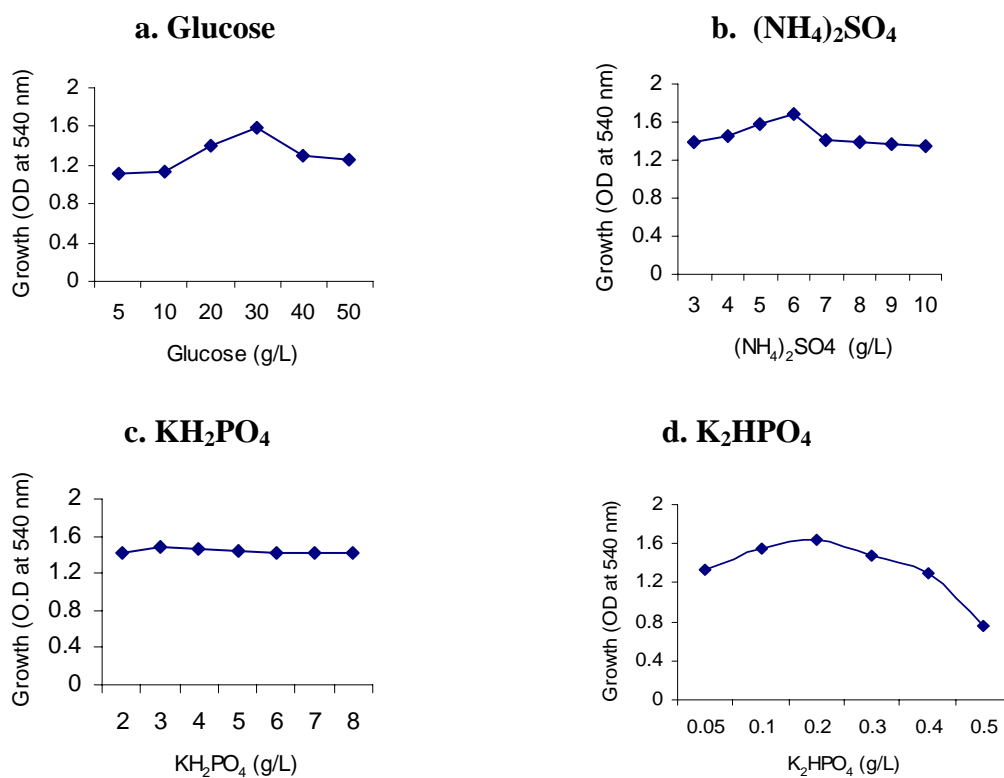 a. Glucose
Growth (OD at 540 nm)
2
1.6
1.2
0.8
0.4
0
5 10 20 30 40 50
Glucose (g/L)
b. (NH₄)₂SO₄
Growth (OD at 540 nm)
2
1.6
1.2
0.8
0.4
0
3 4 5 6 7 8 9 10
(NH₄)₂SO4 (g/L)
c. KH₂PO₄
Growth (O.D at 540 nm)
2
1.6
1.2
0.8
0.4
0
2 3 4 5 6 7 8
KH₂PO₄ (g/L)
d. K₂HPO₄
Growth (OD at 540 nm)
2
1.6
1.2
0.8
0.4
0
0.05 0.1 0.2 0.3 0.4 0.5
K₂HPO₄ (g/L)